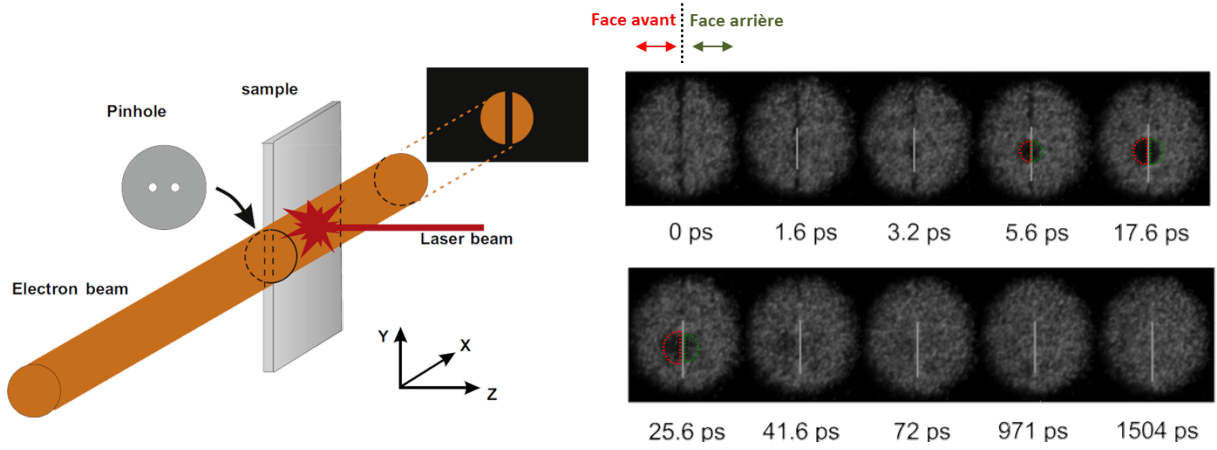 Face avant
Face arrière
sample
Pinhole
Laser beam
Electron beam
Y
X
Z
0 ps
1.6 ps
3.2 ps
5.6 ps
17.6 ps
25.6 ps
41.6 ps
72 ps
971 ps
1504 ps